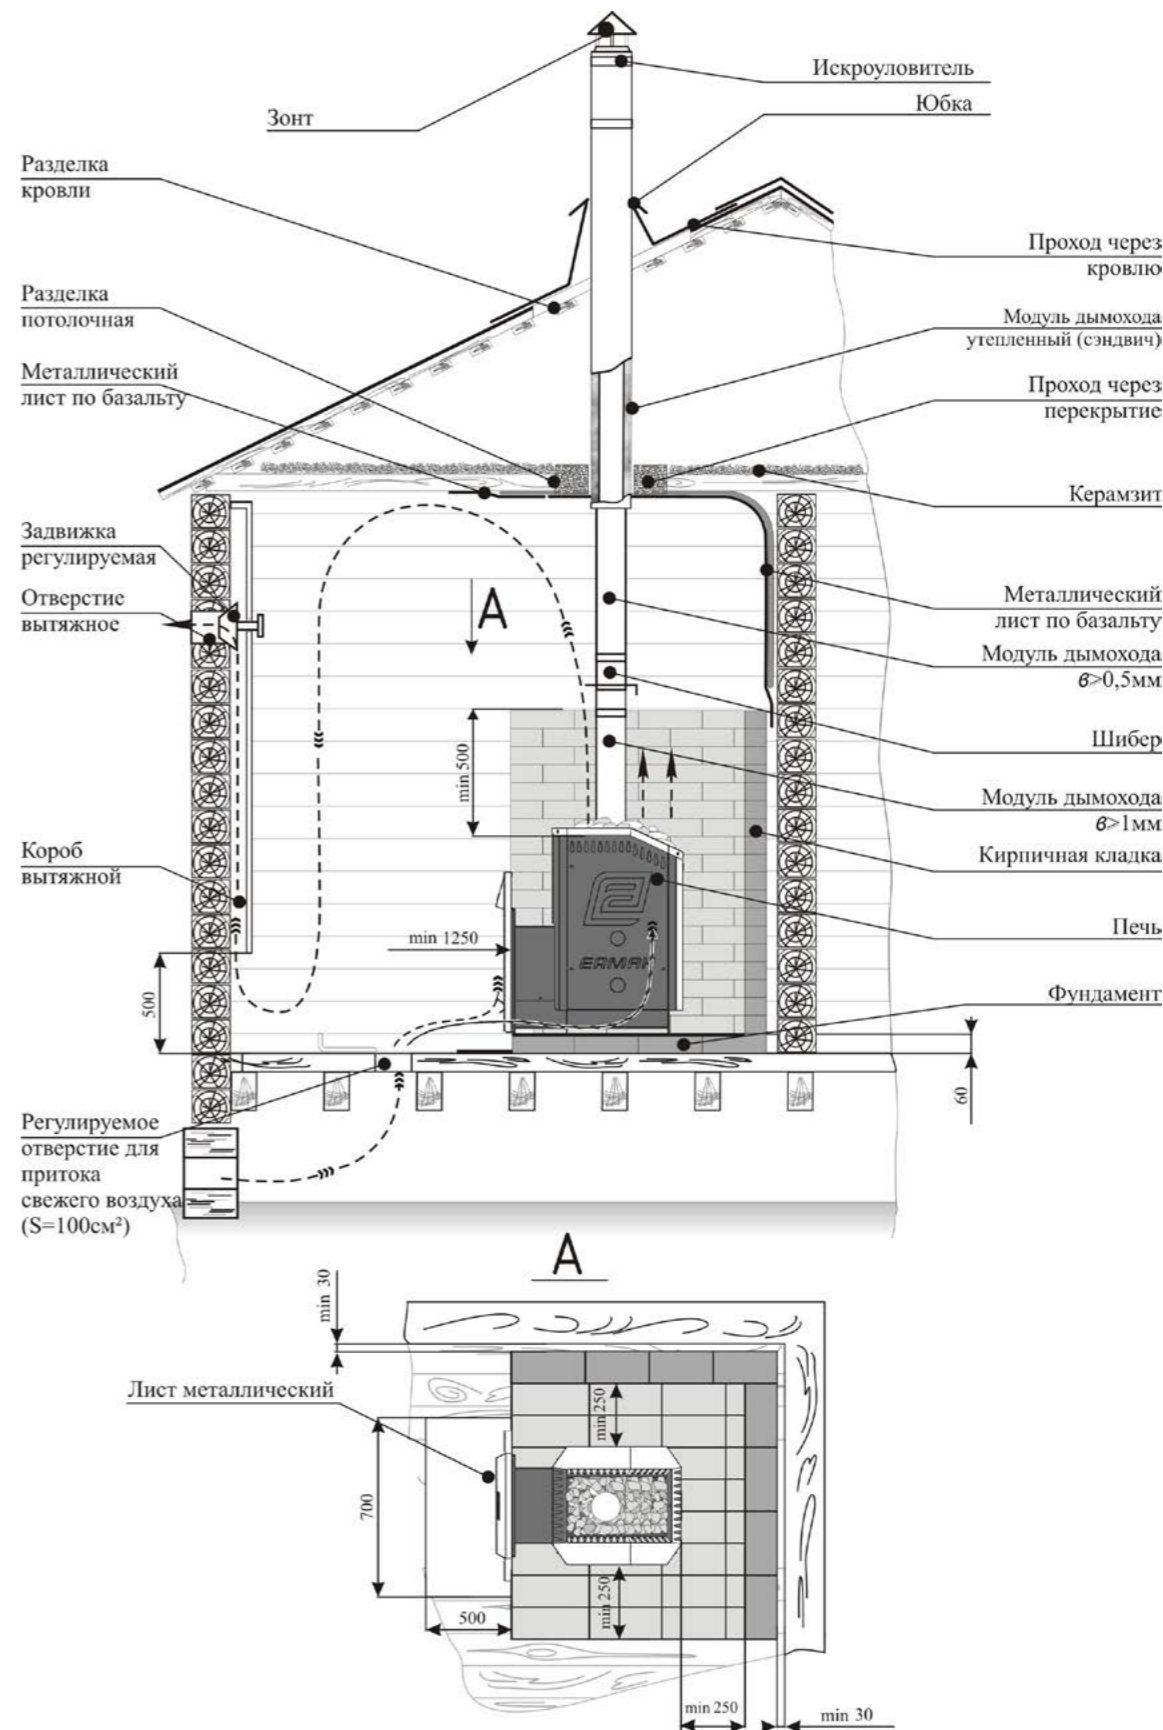 Зонт
Искроуловитель
Юбка
Разделка
кровли
Проход через
кровлю
Разделка
потолочная
Модуль дымохода
утепленный (сэндвич)
Металлический
лист по базальту
Проход через
перекрытие
Керамзит
Задвижка
регулируемая
Отверстие
вытяжное
А
Металлический
лист по базальту
Модуль дымохода
в>0,5мм
Шибер
min 500
Модуль дымохода
в>1мм
Короб
вытяжной
Кирпичная кладка
Печь
min 1250
ЕРМАК
500
Фундамент
60
Регулируемое
отверстие для
притока
свежего воздуха
(S=100см²)
А
min 30
Лист металлический
min 250
700
500
min 250
min 250
min 30